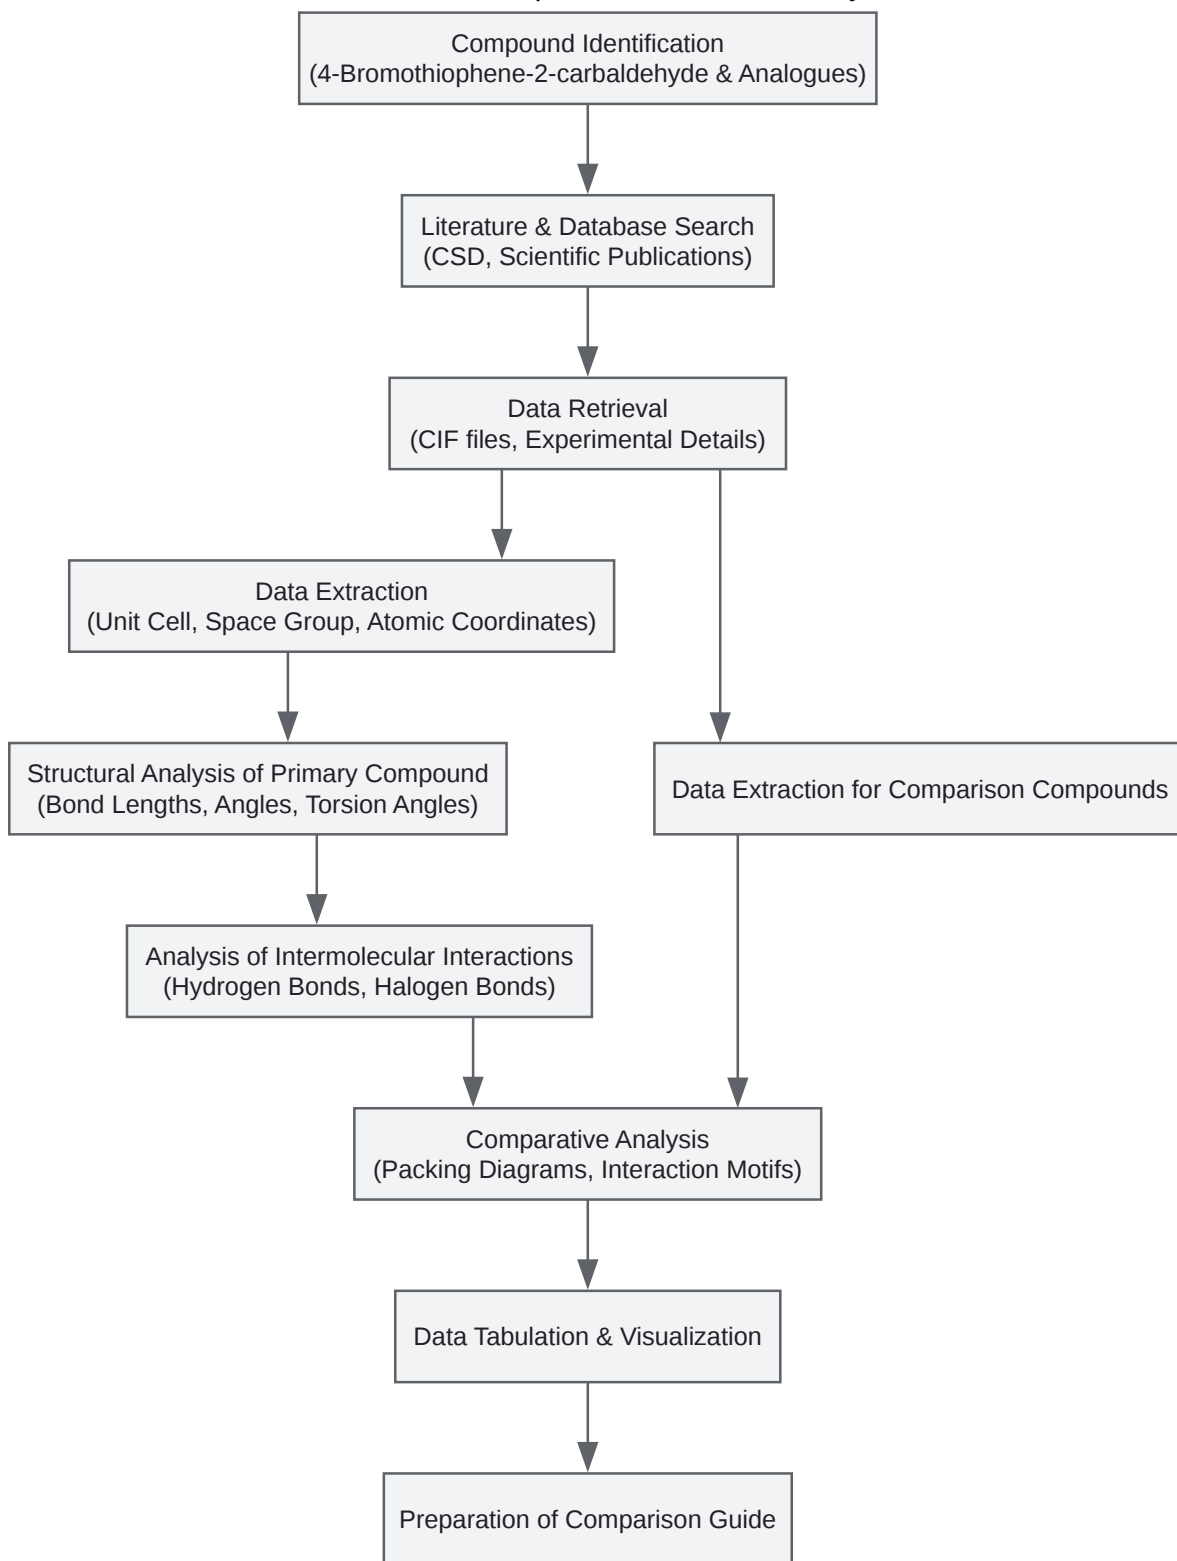 Compound Identification
(4-Bromothiophene-2-carbaldehyde & Analogues)
Literature & Database Search
(CSD, Scientific Publications)
Data Retrieval
(CIF files, Experimental Details)
Data Extraction
(Unit Cell, Space Group, Atomic Coordinates)
Structural Analysis of Primary Compound
(Bond Lengths, Angles, Torsion Angles)
Data Extraction for Comparison Compounds
Analysis of Intermolecular Interactions
(Hydrogen Bonds, Halogen Bonds)
Comparative Analysis
(Packing Diagrams, Interaction Motifs)
Data Tabulation & Visualization
Preparation of Comparison Guide